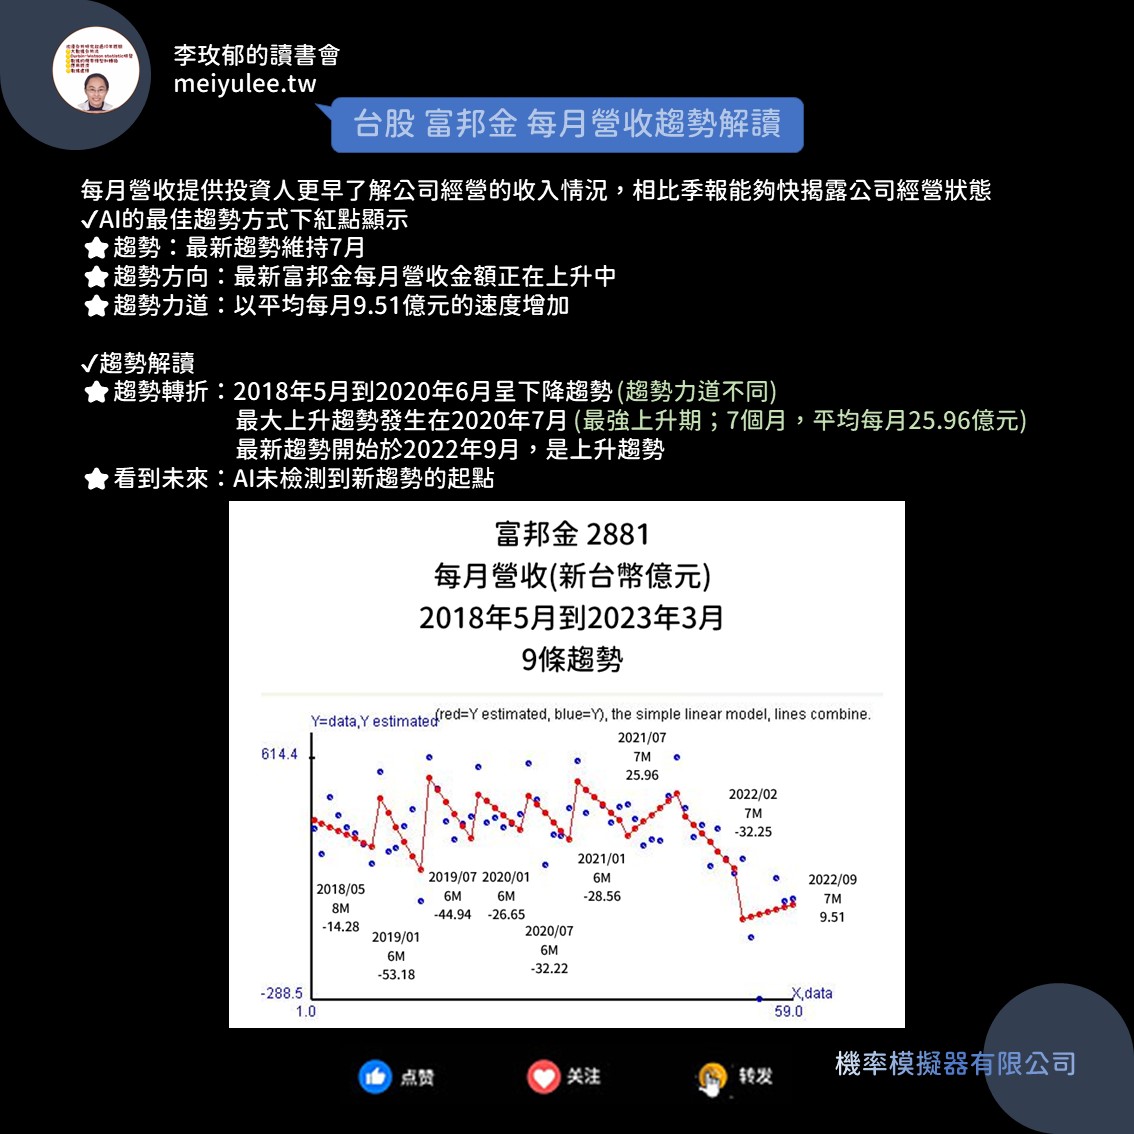 李玫郁的讀書會
meiyulee.tw
台股 富邦金 每月營收趨勢解讀
每月營收提供投資人更早了解公司經營的收入情況，相比季報能夠快揭露公司經營狀態
✓AI的最佳趨勢方式下紅點顯示
★趨勢：最新趨勢維持7月
★趨勢方向：最新富邦金每月營收金額正在上升中
★趨勢力道：以平均每月9.51億元的速度增加
✓趨勢解讀
★趨勢轉折：2018年5月到2020年6月呈下降趨勢(趨勢力道不同)
最大上升趨勢發生在2020年7月(最強上升期；7個月，平均每月25.96億元)
最新趨勢開始於2022年9月，是上升趨勢
★看到未來：AI未檢測到新趨勢的起點
富邦金 2881
每月營收(新台幣億元)
2018年5月到2023年3月
9條趨勢
Y=data,Y estimated
(red=Y estimated, blue=Y), the simple linear model, lines combine.
614.4
2021/07
7M
25.96
2022/02
7M
-32.25
2021/01
6M
-28.56
2018/05
8M
-14.28
2019/07
6M
-44.94
2020/01
6M
-26.65
2022/09
7M
9.51
2019/01
6M
-53.18
2020/07
6M
-32.22
-288.5
X,data
1.0
59.0
点赞
关注
转发
機率模擬器有限公司